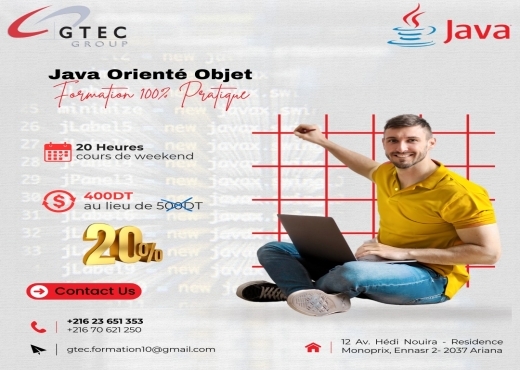 GTEC
GROUP
Java
Java Orienté Objet
Formation 100% Pratique
20 Heures
cours de weekend
400DT
au lieu de 500DT
20%
Contact Us
+216 23 651 353
+216 70 621 250
gtec.formation10@gmail.com
12 Av. Hédi Nouira - Residence
Monoprix, Ennasr 2- 2037 Ariana